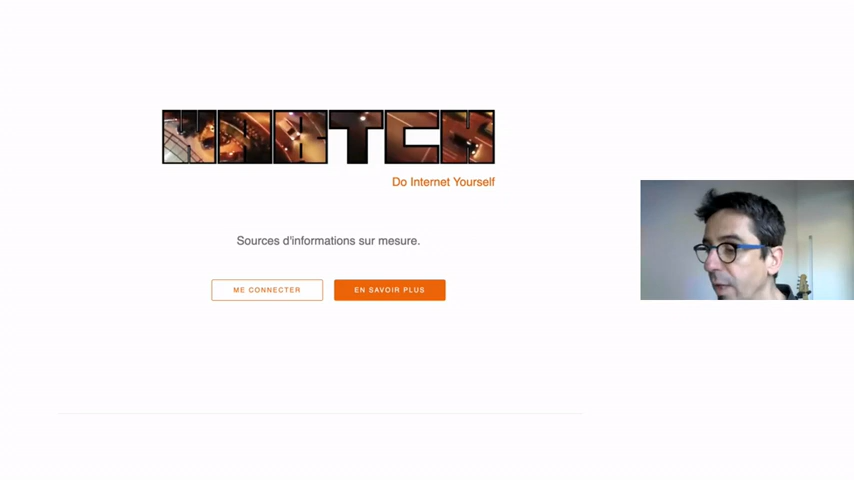 Do Internet Yourself
Sources d'informations sur mesure.
ME CONNECTER
EN SAVOIR PLUS